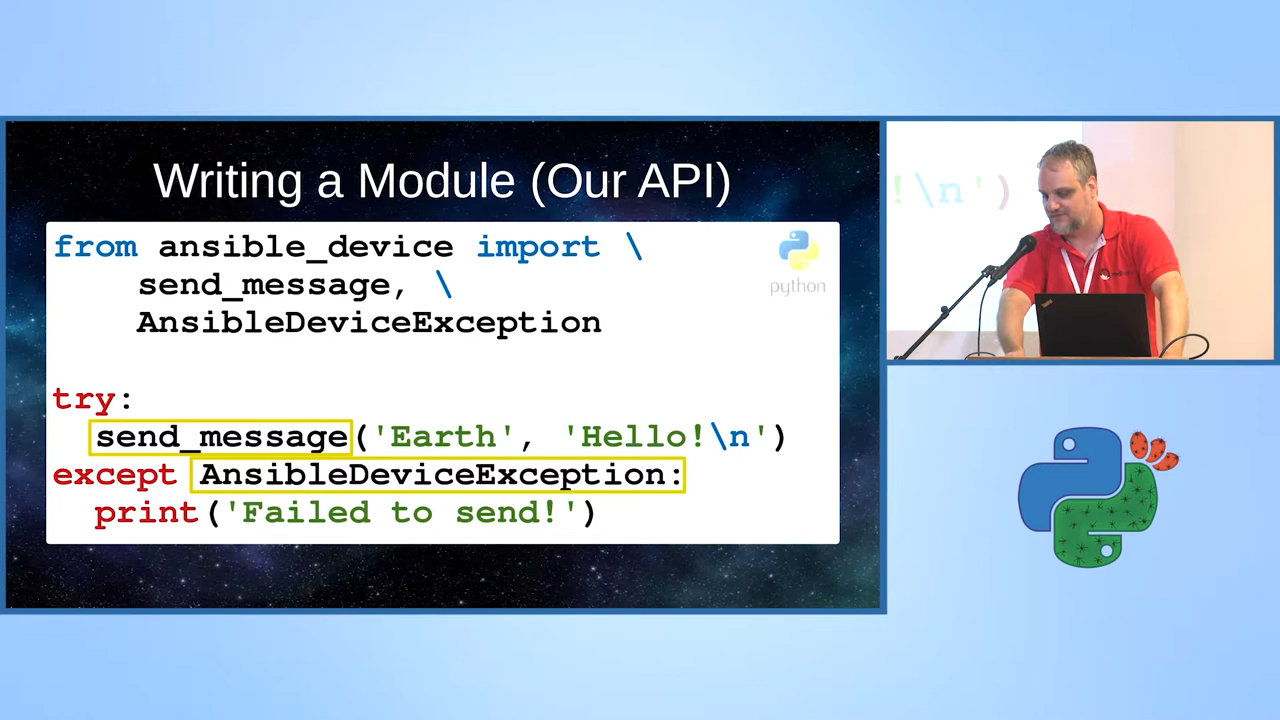 Writing a Module (Our API)
from ansible_device import \
send_message, \
AnsibleDeviceException
python
try:
send_message('Earth', 'Hello!\n')
except AnsibleDeviceException:
print('Failed to send!')
!\n')